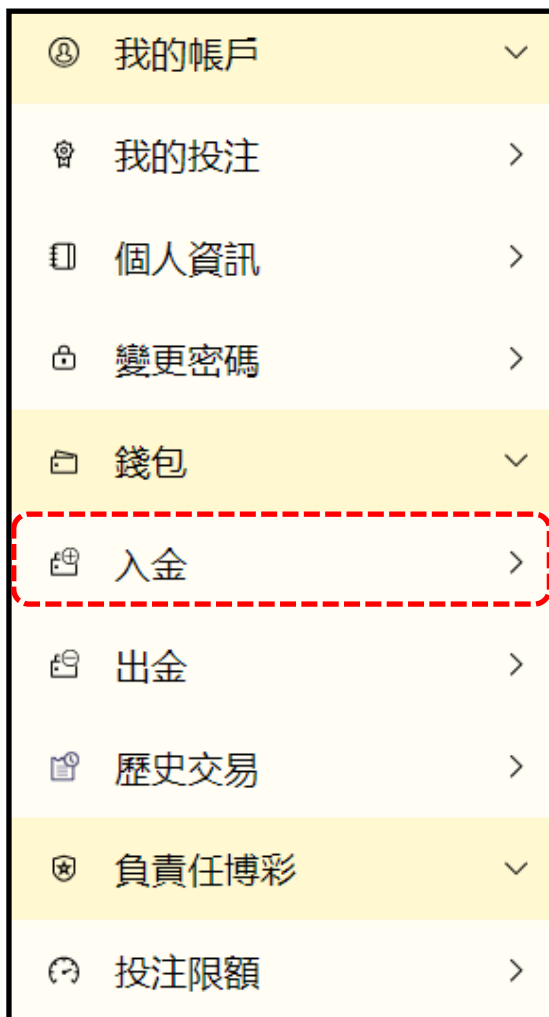 我的帳戶
我的投注
個人資訊
變更密碼
錢包
入金
出金
歷史交易
負責任博彩
投注限額